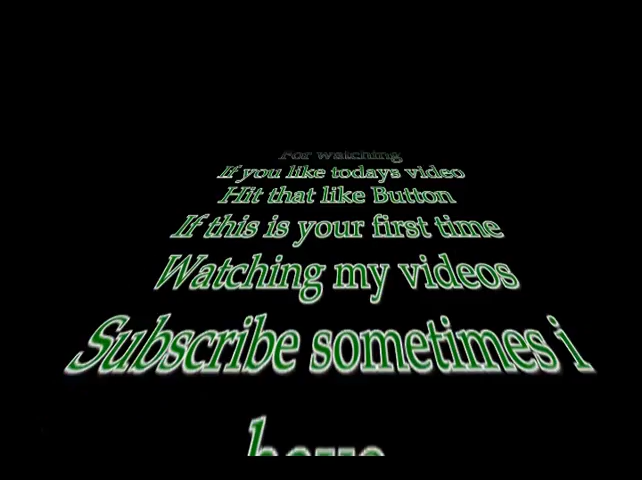 For watching
If you like todays video
Hit that like Button
If this is your first time
Watching my videos
Subscribe sometimes i